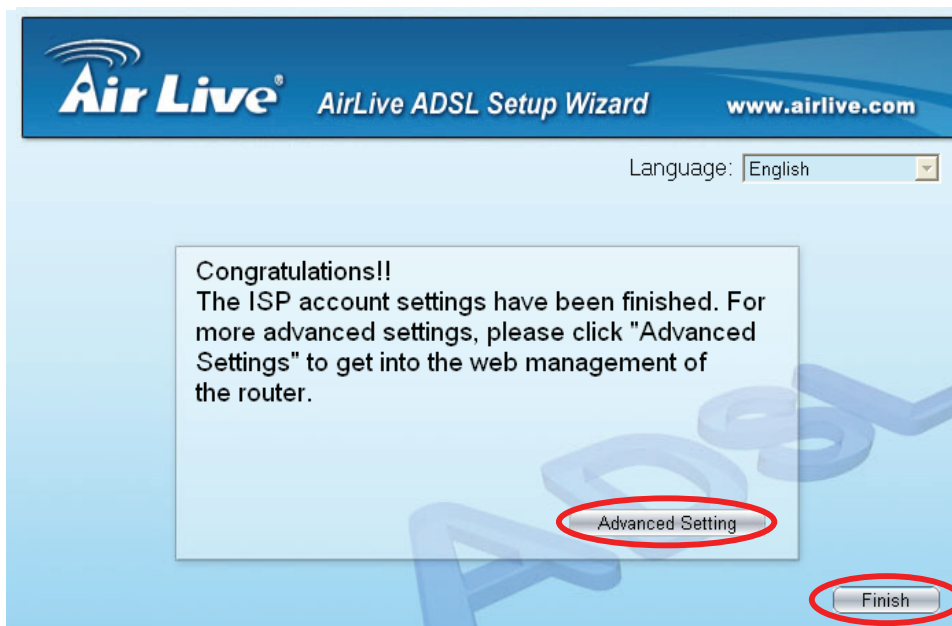 Air Live®
AirLive ADSL Setup Wizard
www.airlive.com
Language: English
Congratulations!!
The ISP account settings have been finished. For
more advanced settings, please click "Advanced
Settings" to get into the web management of
the router.
ADSL
Advanced Setting
Finish